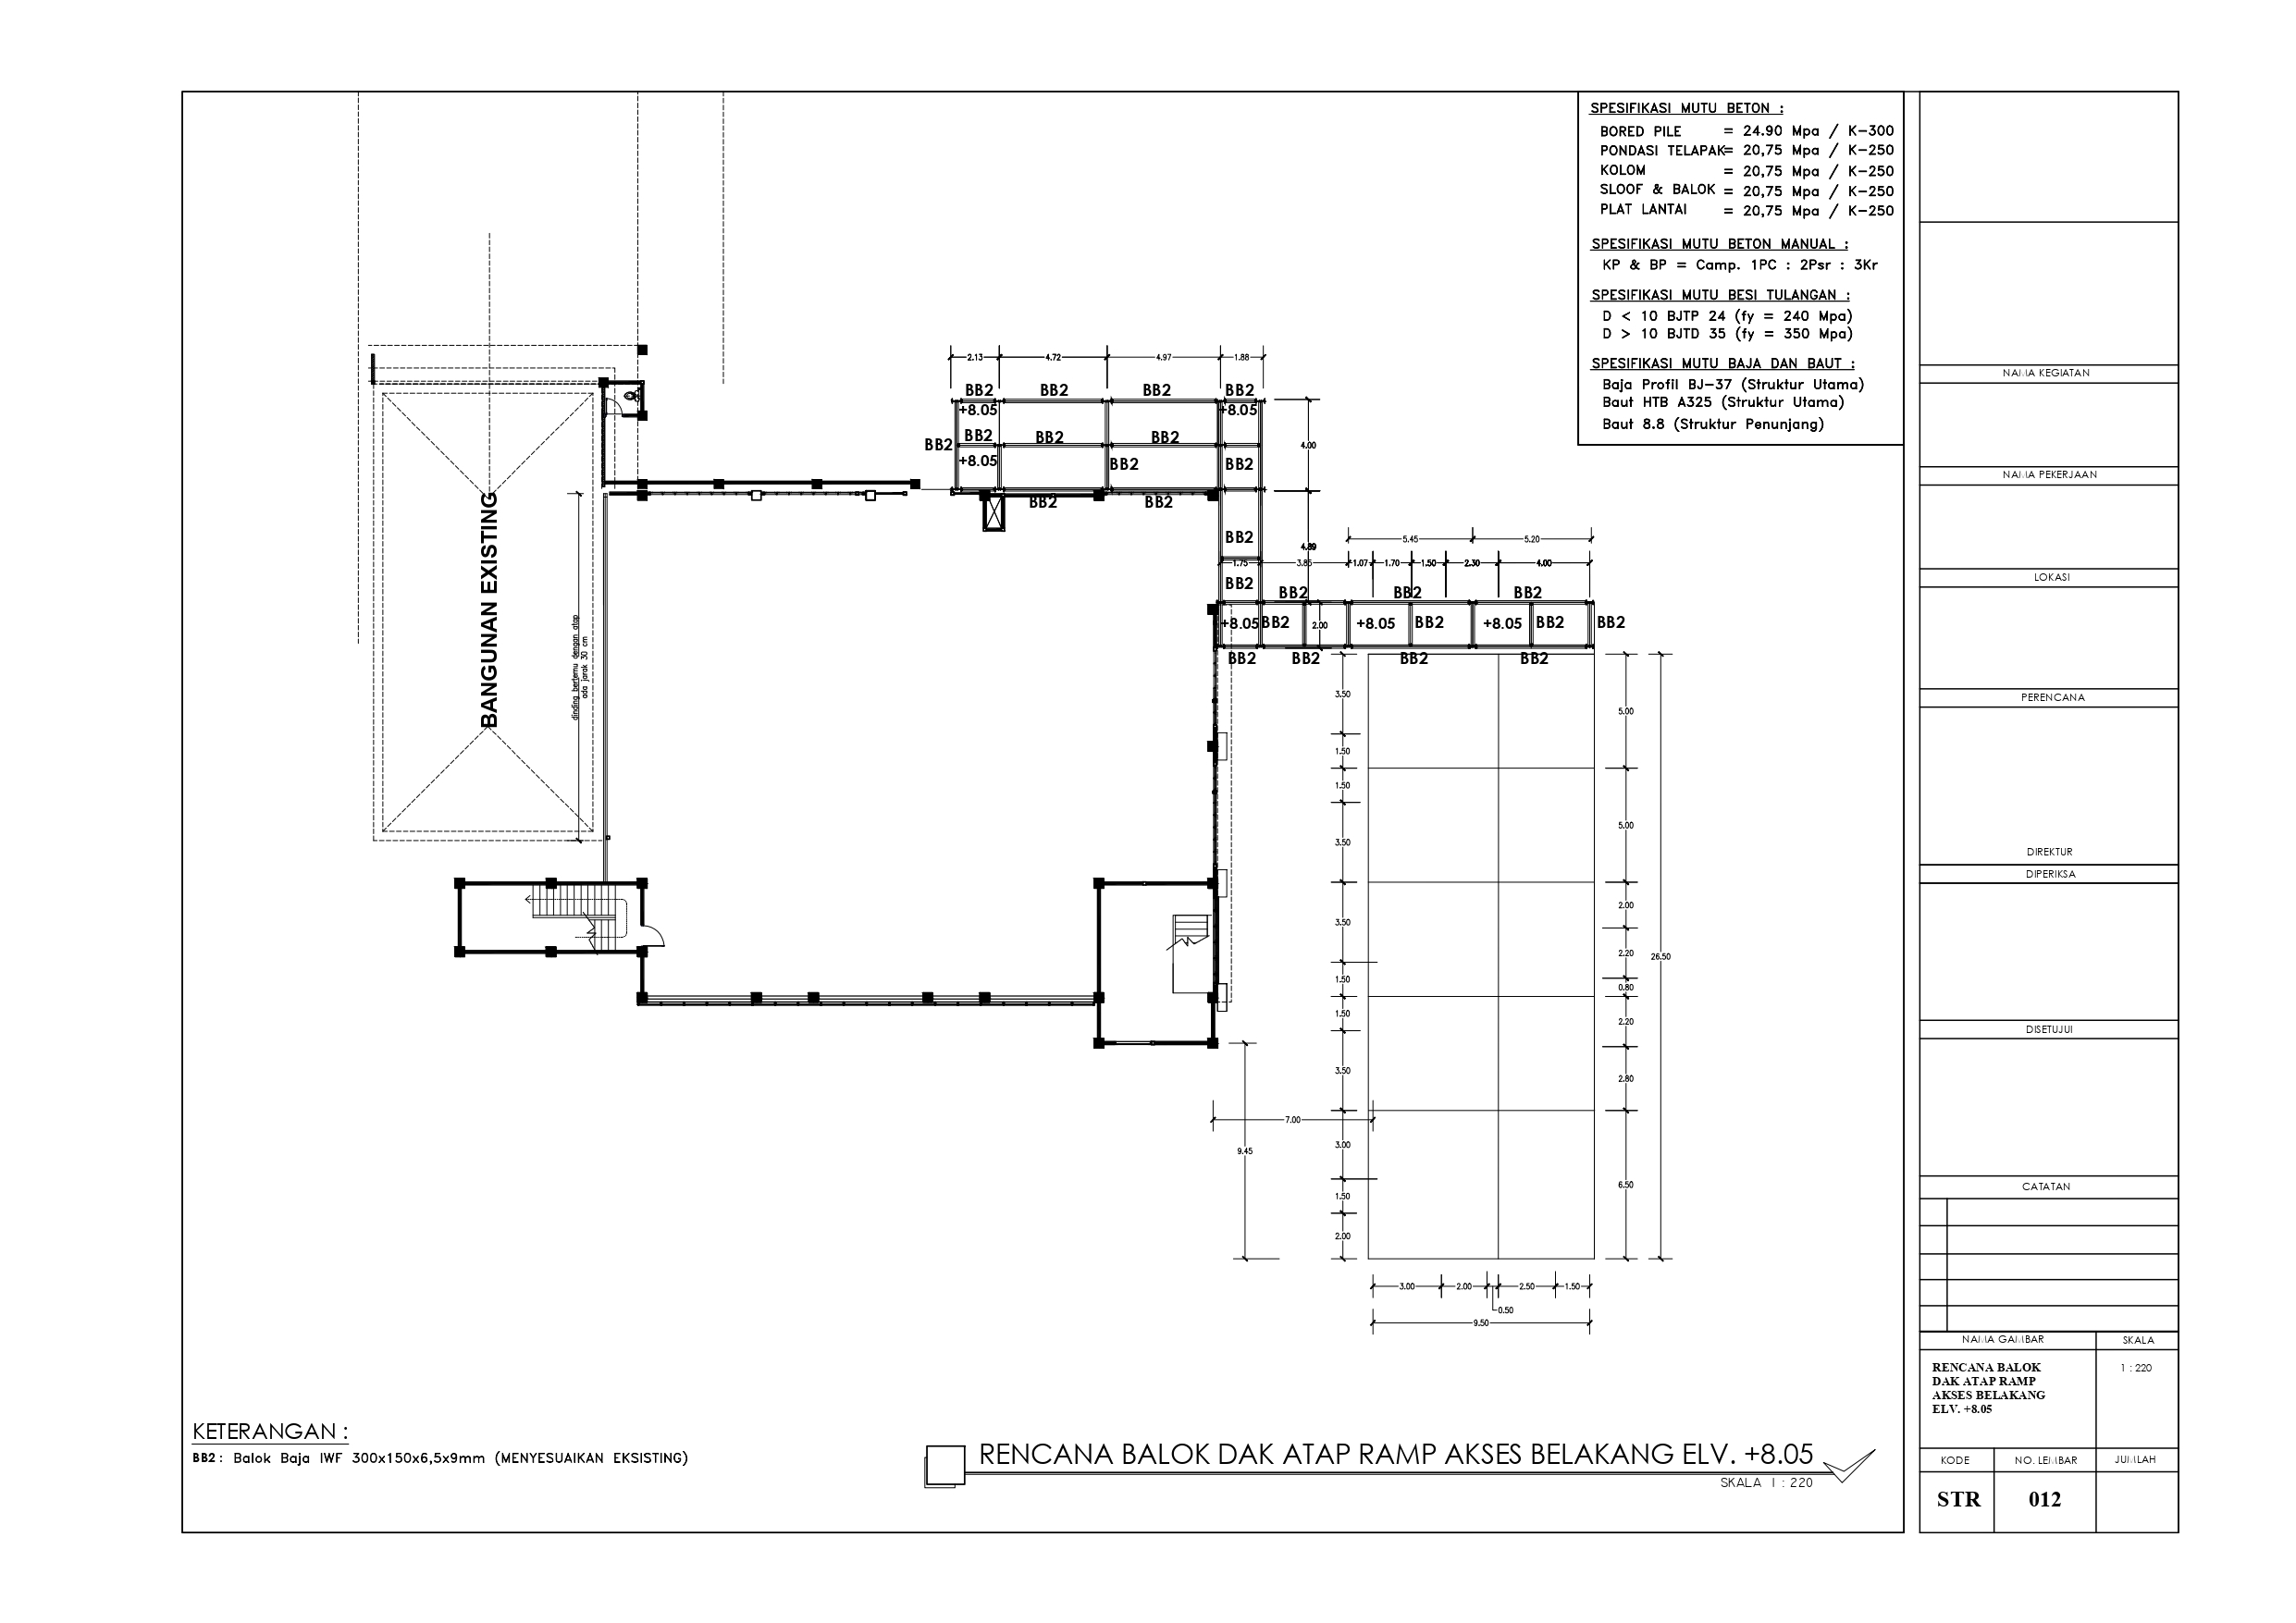 SPESIFIKASI MUTU BETON :
BORED PILE = 24.90 Mpa / K-300
PONDASI TELAPAK= 20,75 Mpa / K-250
KOLOM = 20,75 Mpa / K-250
SLOOF & BALOK = 20,75 Mpa / K-250
PLAT LANTAI = 20,75 Mpa / K-250
SPESIFIKASI MUTU BETON MANUAL :
KP & BP = Camp. 1PC : 2Psr : 3Kr
SPESIFIKASI MUTU BESI TULANGAN :
D < 10 BJTP 24 (fy = 240 Mpa)
D > 10 BJTD 35 (fy = 350 Mpa)
SPESIFIKASI MUTU BAJA DAN BAUT :
Baja Profil BJ-37 (Struktur Utama)
Baut HTB A325 (Struktur Utama)
Baut 8.8 (Struktur Penunjang)
2.13 4.72 4.97 1.88
BB2 BB2 BB2 BB2
+8.05 +8.05
BB2 BB2 BB2 BB2
4.00
+8.05 BB2 BB2
BB2 BB2
BB2
5.45 5.20
1.75 3.85 1.07 1.70 1.50 2.30 4.00
BB2
BB2 BB2 BB2
+8.05 BB2 2.00 +8.05 BB2 +8.05 BB2 BB2
BB2 BB2 BB2 BB2
BANGUNAN EXISTING
dinding bertemu dengan atap
ada jarak 30 cm
3.50
1.50
1.50
3.50
3.50
1.50
1.50
3.50
3.00
1.50
2.00
5.00
5.00
2.00
2.20
0.80
2.20
2.80
6.50
26.50
7.00
9.45
3.00 2.00 2.50 1.50
0.50
9.50
KETERANGAN :
BB2 : Balok Baja IWF 300x150x6,5x9mm (MENYESUAIKAN EKSISTING)
RENCANA BALOK DAK ATAP RAMP AKSES BELAKANG ELV. +8.05
SKALA 1 : 220
NAMA KEGIATAN
NAMA PEKERJAAN
LOKASI
PERENCANA
DIREKTUR
DIPERIKSA
DISETUJUI
CATATAN
NAMA GAMBAR SKALA
RENCANA BALOK
DAK ATAP RAMP
AKSES BELAKANG
ELV. +8.05
1 : 220
KODE NO. LEMBAR JUMLAH
STR 012